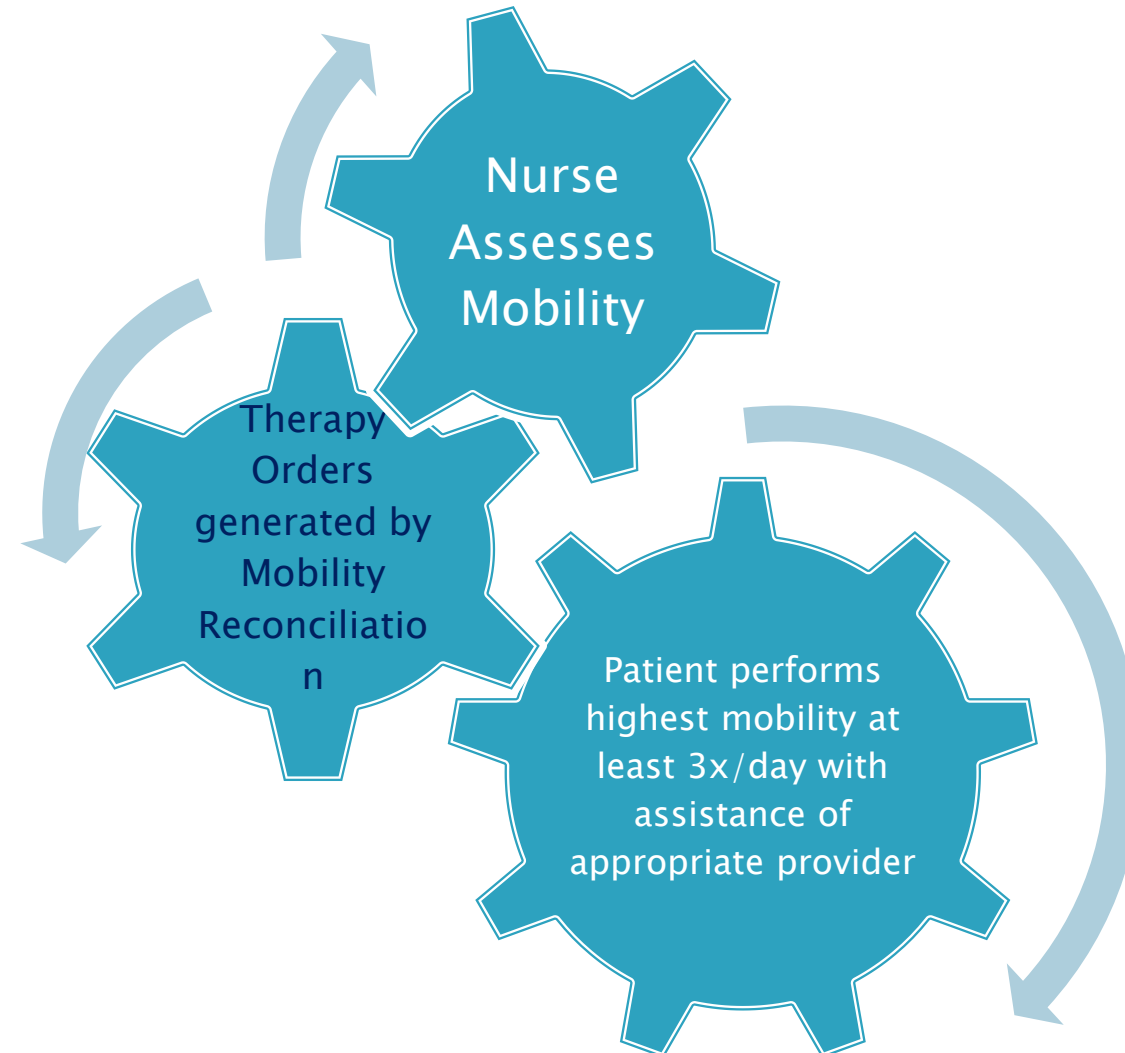 Nurse
Assesses
Mobility
Therapy
Orders
generated by
Mobility
Reconciliatio
n
Patient performs
highest mobility at
least 3x/day with
assistance of
appropriate provider